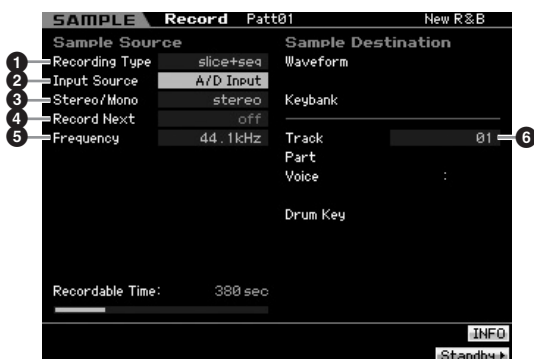 SAMPLE Record Patt01 New R&B
Sample Source
1 Recording Type slice+seq
2 Input Source A/D Input
3 Stereo/Mono stereo
4 Record Next off
5 Frequency 44.1kHz
Recordable Time: 380 sec
Sample Destination
Waveform
Keybank
Track 01 6
Part
Voice :
Drum Key
INFO
Standby